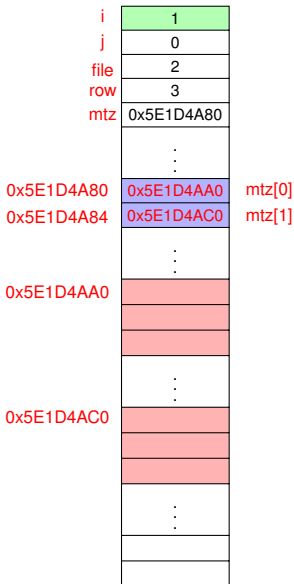 i 1
j 0
file 2
row 3
mtz 0x5E1D4A80
0x5E1D4A80 0x5E1D4AA0 mtz[0]
0x5E1D4A84 0x5E1D4AC0 mtz[1]
0x5E1D4AA0
0x5E1D4AC0